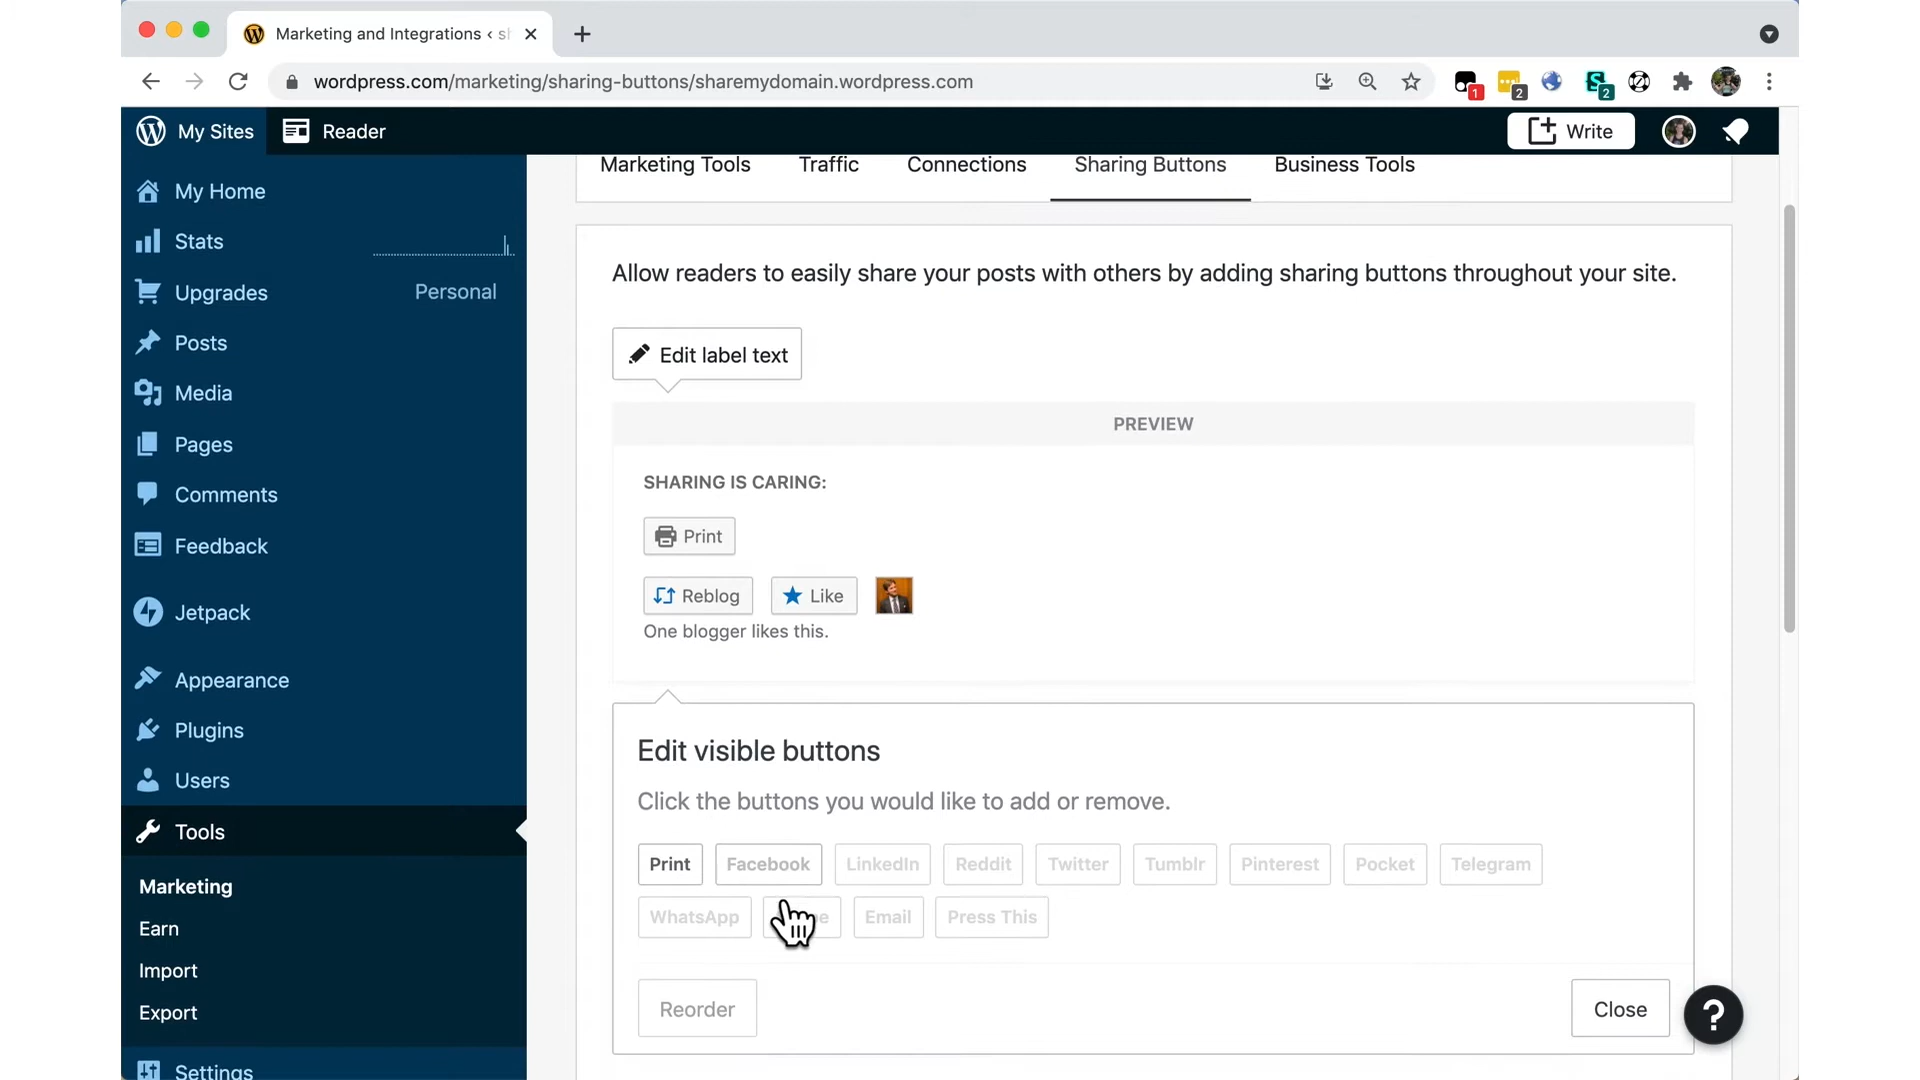 Marketing and Integrations ‹ sh
wordpress.com/marketing/sharing-buttons/sharemydomain.wordpress.com
1
2
2
My Sites
Reader
Write
Marketing Tools
Traffic
Connections
Sharing Buttons
Business Tools
My Home
Stats
Upgrades
Personal
Posts
Media
Pages
Comments
Feedback
Jetpack
Appearance
Plugins
Users
Tools
Marketing
Earn
Import
Export
Settings
Allow readers to easily share your posts with others by adding sharing buttons throughout your site.
Edit label text
PREVIEW
SHARING IS CARING:
Print
Reblog
Like
One blogger likes this.
Edit visible buttons
Click the buttons you would like to add or remove.
Print
Facebook
LinkedIn
Reddit
Twitter
Tumblr
Pinterest
Pocket
Telegram
WhatsApp
Email
Press This
Reorder
Close
?